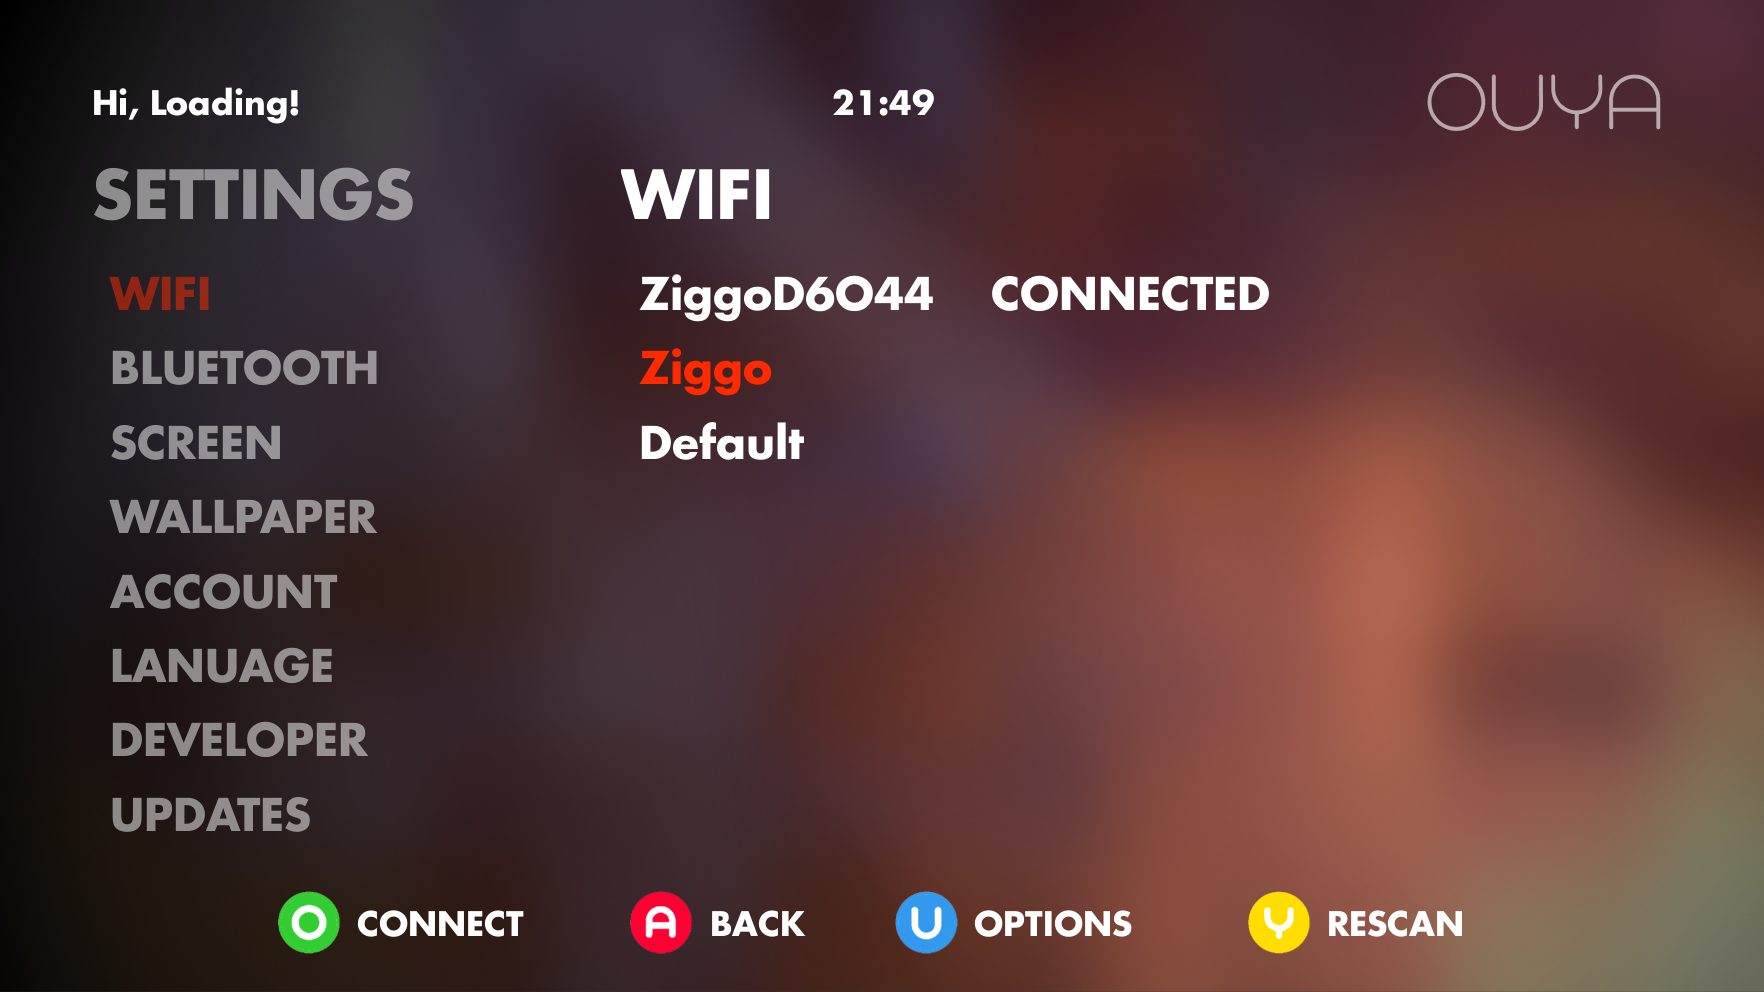 Hi, Loading!
21:49
OUYA
SETTINGS
WIFI
BLUETOOTH
SCREEN
WALLPAPER
ACCOUNT
LANUAGE
DEVELOPER
UPDATES
WIFI
ZiggoD6O44 CONNECTED
Ziggo
Default
O CONNECT
A BACK
U OPTIONS
Y RESCAN